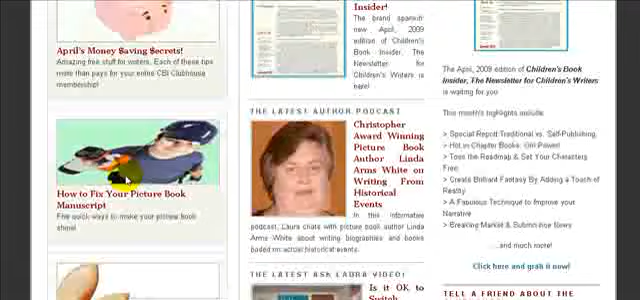 April's Money $aving $ecrets!
Amazing free stuff for writers. Each of these tips
more than pays for your entire CBI Clubhouse
membership!
How to Fix Your Picture Book
Manuscript
Five quick ways to make your picture book
shine!
Insider!
The brand spankin'
new April, 2009
edition of Children's
Book Insider, The
Newsletter for
Children's Writers is
here!
THE LATEST AUTHOR PODCAST
Christopher
Award Winning
Picture Book
Author Linda
Arms White on
Writing From
Historical
Events
In this informative
podcast, Laura chats with picture book author Linda
Arms White about writing biographies and books
based on actual historical events.
THE LATEST ASK LAURA VIDEO!
Is it OK to
Switch
The April, 2009 edition of Children's Book
Insider, The Newsletter for Children's Writers
is waiting for you
This month's highlights include:
> Special Report: Traditional vs. Self-Publishing
> Hot in Chapter Books: Girl Power!
> Toss the Roadmap & Set Your Characters
Free
> Create Brilliant Fantasy By Adding a Touch of
Reality
> A Fabulous Technique to Improve your
Narrative
> Breaking Market & Submission News
...and much more!
Click here and grab it now!
TELL A FRIEND ABOUT THE